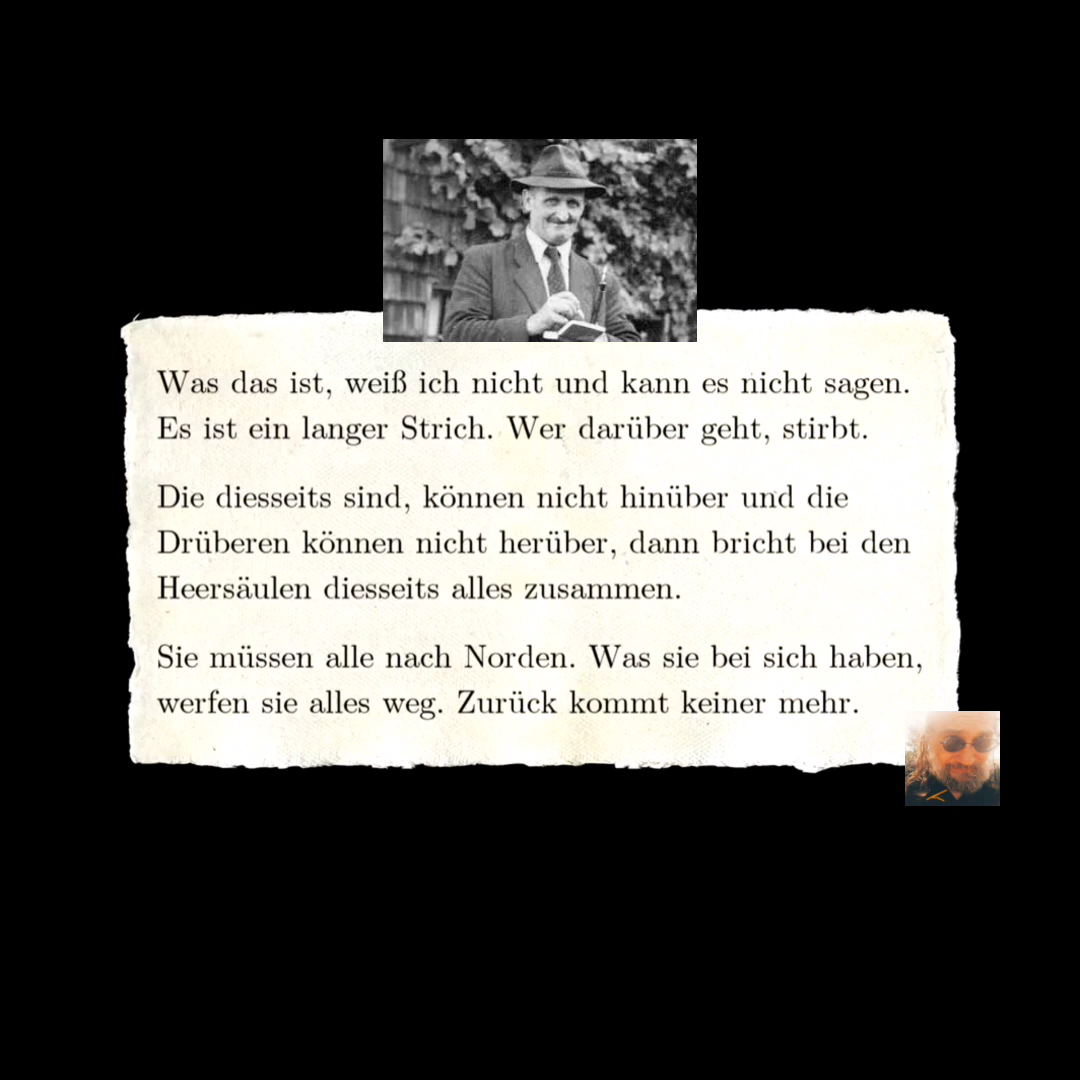 Was das ist, weiß ich nicht und kann es nicht sagen.
Es ist ein langer Strich. Wer darüber geht, stirbt.
Die diesseits sind, können nicht hinüber und die
Drüberen können nicht herüber, dann bricht bei den
Heersäulen diesseits alles zusammen.
Sie müssen alle nach Norden. Was sie bei sich haben,
werfen sie alles weg. Zurück kommt keiner mehr.